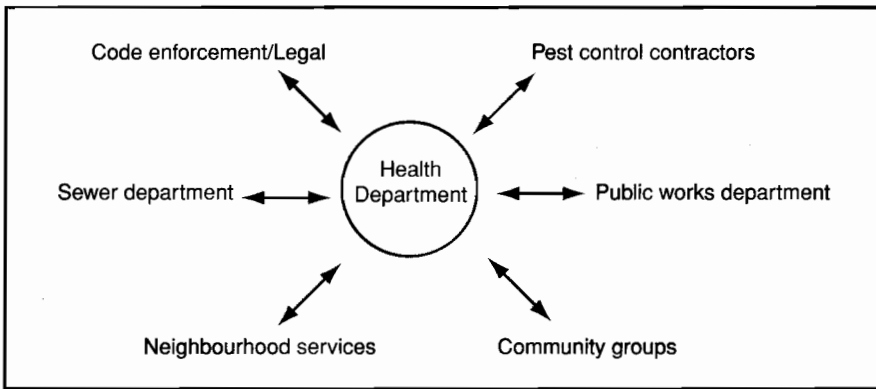 Code enforcement/Legal
Pest control contractors
Health
Department
Sewer department
Public works department
Neighbourhood services
Community groups